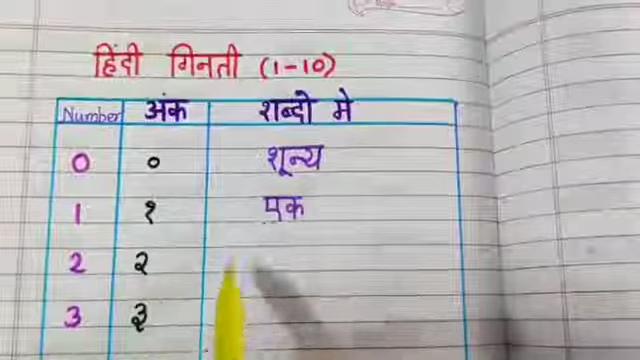 हिंदी गिनती (1-10)
Number अंक शब्दो मे
0 ० शून्य
1 १ एक
2 २
3 ३